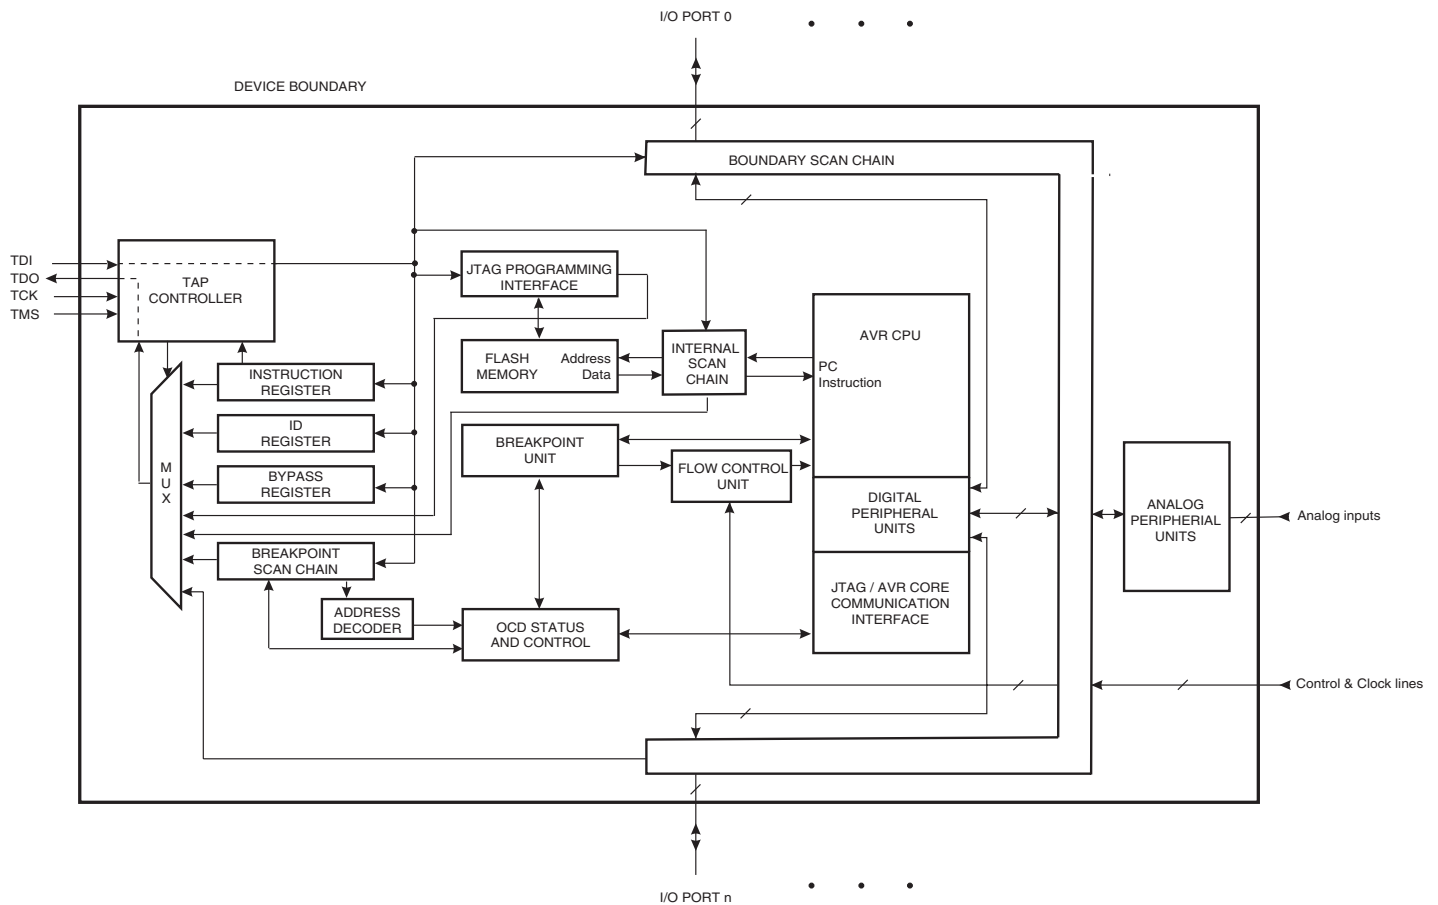 I/O PORT 0
DEVICE BOUNDARY
BOUNDARY SCAN CHAIN
TDI
TDO
TCK
TMS
TAP
CONTROLLER
JTAG PROGRAMMING
INTERFACE
AVR CPU
FLASH
MEMORY
Address
Data
INTERNAL
SCAN
CHAIN
PC
Instruction
INSTRUCTION
REGISTER
ID
REGISTER
BREAKPOINT
UNIT
M
U
X
BYPASS
REGISTER
FLOW CONTROL
UNIT
DIGITAL
PERIPHERAL
UNITS
ANALOG
PERIPHERIAL
UNITS
Analog inputs
BREAKPOINT
SCAN CHAIN
ADDRESS
DECODER
OCD STATUS
AND CONTROL
JTAG / AVR CORE
COMMUNICATION
INTERFACE
Control & Clock lines
I/O PORT n